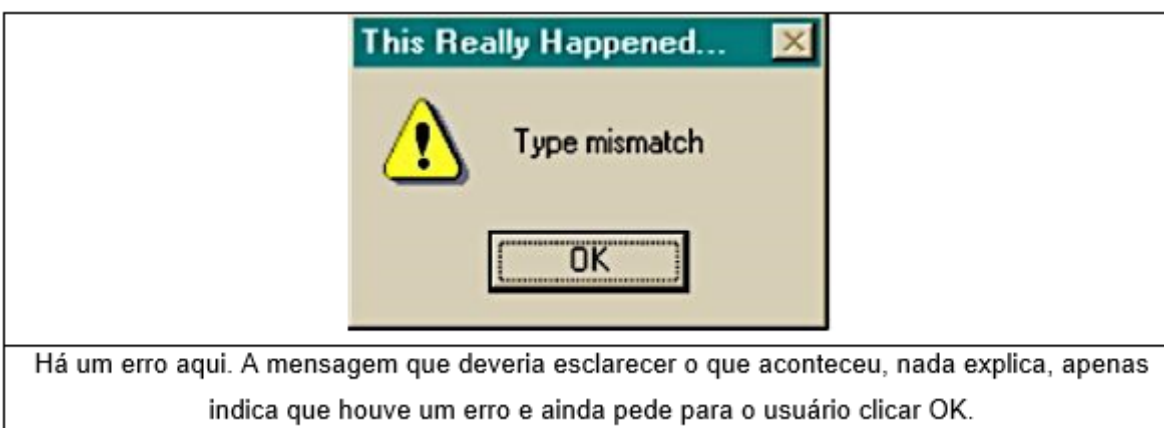 This Really Happened...
Type mismatch
OK
Há um erro aqui. A mensagem que deveria esclarecer o que aconteceu, nada explica, apenas
indica que houve um erro e ainda pede para o usuário clicar OK.